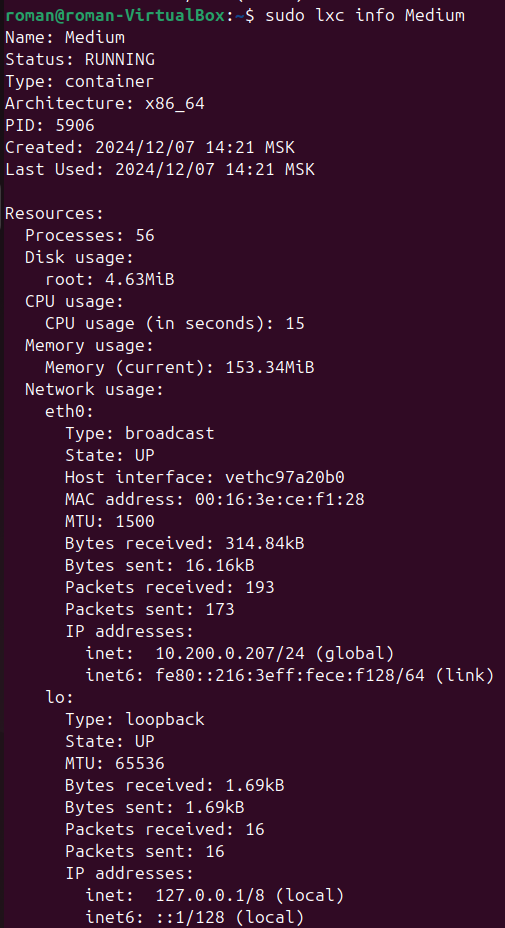 roman@roman-VirtualBox:~$ sudo lxc info Medium
Name: Medium
Status: RUNNING
Type: container
Architecture: x86_64
PID: 5906
Created: 2024/12/07 14:21 MSK
Last Used: 2024/12/07 14:21 MSK

Resources:
  Processes: 56
  Disk usage:
    root: 4.63MiB
  CPU usage:
    CPU usage (in seconds): 15
  Memory usage:
    Memory (current): 153.34MiB
  Network usage:
    eth0:
      Type: broadcast
      State: UP
      Host interface: vethc97a20b0
      MAC address: 00:16:3e:ce:f1:28
      MTU: 1500
      Bytes received: 314.84kB
      Bytes sent: 16.16kB
      Packets received: 193
      Packets sent: 173
      IP addresses:
        inet:  10.200.0.207/24 (global)
        inet6: fe80::216:3eff:fece:f128/64 (link)
    lo:
      Type: loopback
      State: UP
      MTU: 65536
      Bytes received: 1.69kB
      Bytes sent: 1.69kB
      Packets received: 16
      Packets sent: 16
      IP addresses:
        inet:  127.0.0.1/8 (local)
        inet6: ::1/128 (local)